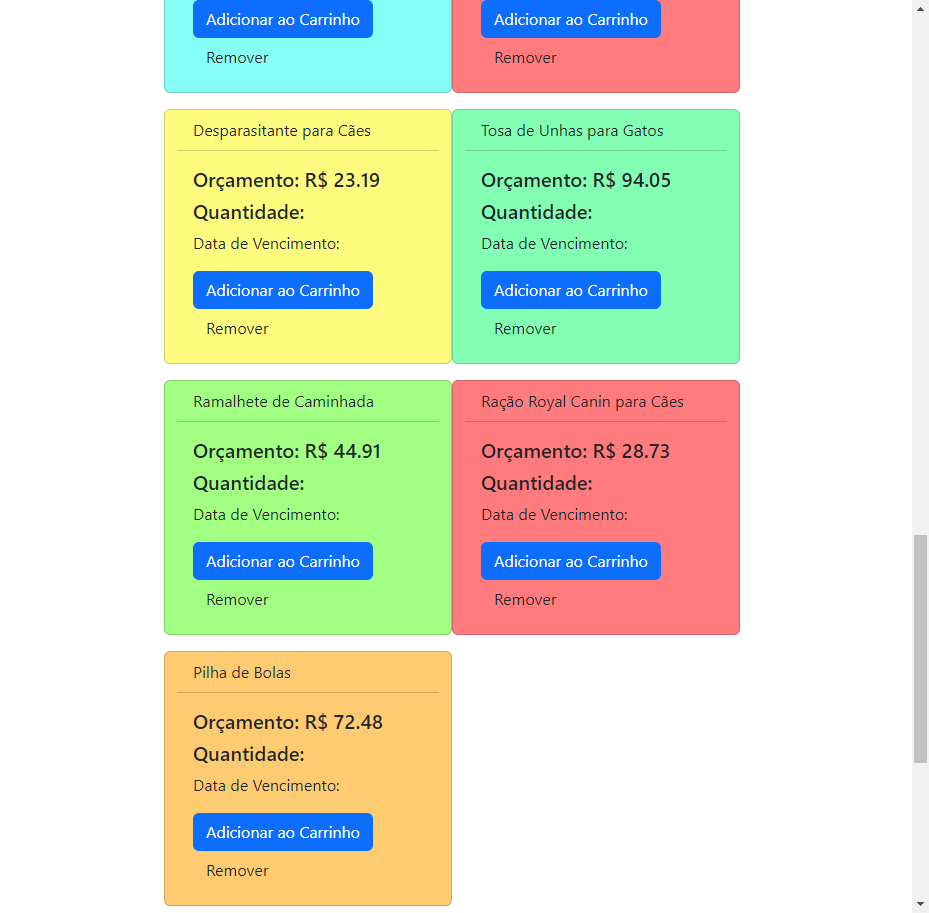 Adicionar ao Carrinho
Remover
Adicionar ao Carrinho
Remover
Desparasitante para Cães
Orçamento: R$ 23.19
Quantidade:
Data de Vencimento:
Adicionar ao Carrinho
Remover
Tosa de Unhas para Gatos
Orçamento: R$ 94.05
Quantidade:
Data de Vencimento:
Adicionar ao Carrinho
Remover
Ramalhete de Caminhada
Orçamento: R$ 44.91
Quantidade:
Data de Vencimento:
Adicionar ao Carrinho
Remover
Ração Royal Canin para Cães
Orçamento: R$ 28.73
Quantidade:
Data de Vencimento:
Adicionar ao Carrinho
Remover
Pilha de Bolas
Orçamento: R$ 72.48
Quantidade:
Data de Vencimento:
Adicionar ao Carrinho
Remover